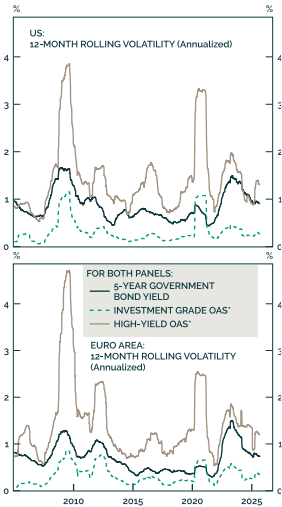 % %
US:
12-MONTH ROLLING VOLATILITY (Annualized)
4 4
3 3
2 2
1 1
0 0
% %
FOR BOTH PANELS:
5-YEAR GOVERNMENT
BOND YIELD
INVESTMENT GRADE OAS*
HIGH-YIELD OAS*
EURO AREA:
12-MONTH ROLLING VOLATILITY
(Annualized)
4 4
3 3
2 2
1 1
0 0
2010 2015 2020 2025